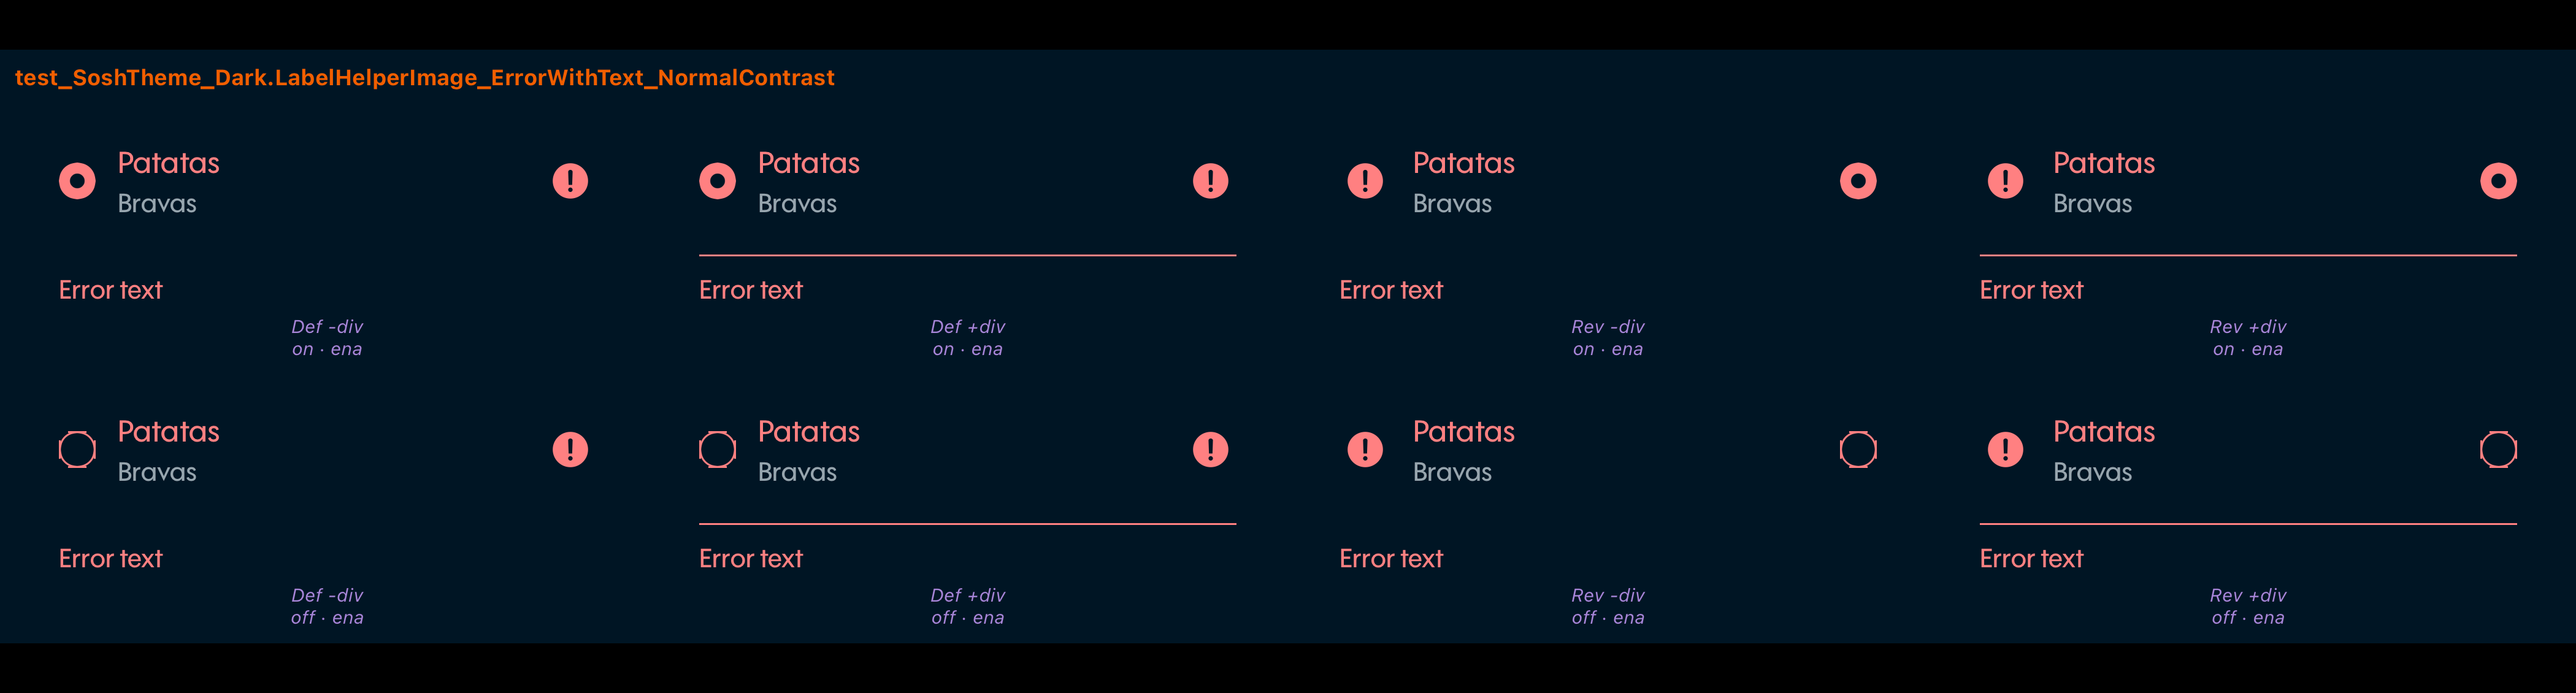 test_SoshTheme_Dark.LabelHelperImage_ErrorWithText_NormalContrast
Patatas
Bravas
Error text
Def -div
on · ena
Patatas
Bravas
Error text
Def +div
on · ena
Patatas
Bravas
Error text
Rev -div
on · ena
Patatas
Bravas
Error text
Rev +div
on · ena
Patatas
Bravas
Error text
Def -div
off · ena
Patatas
Bravas
Error text
Def +div
off · ena
Patatas
Bravas
Error text
Rev -div
off · ena
Patatas
Bravas
Error text
Rev +div
off · ena